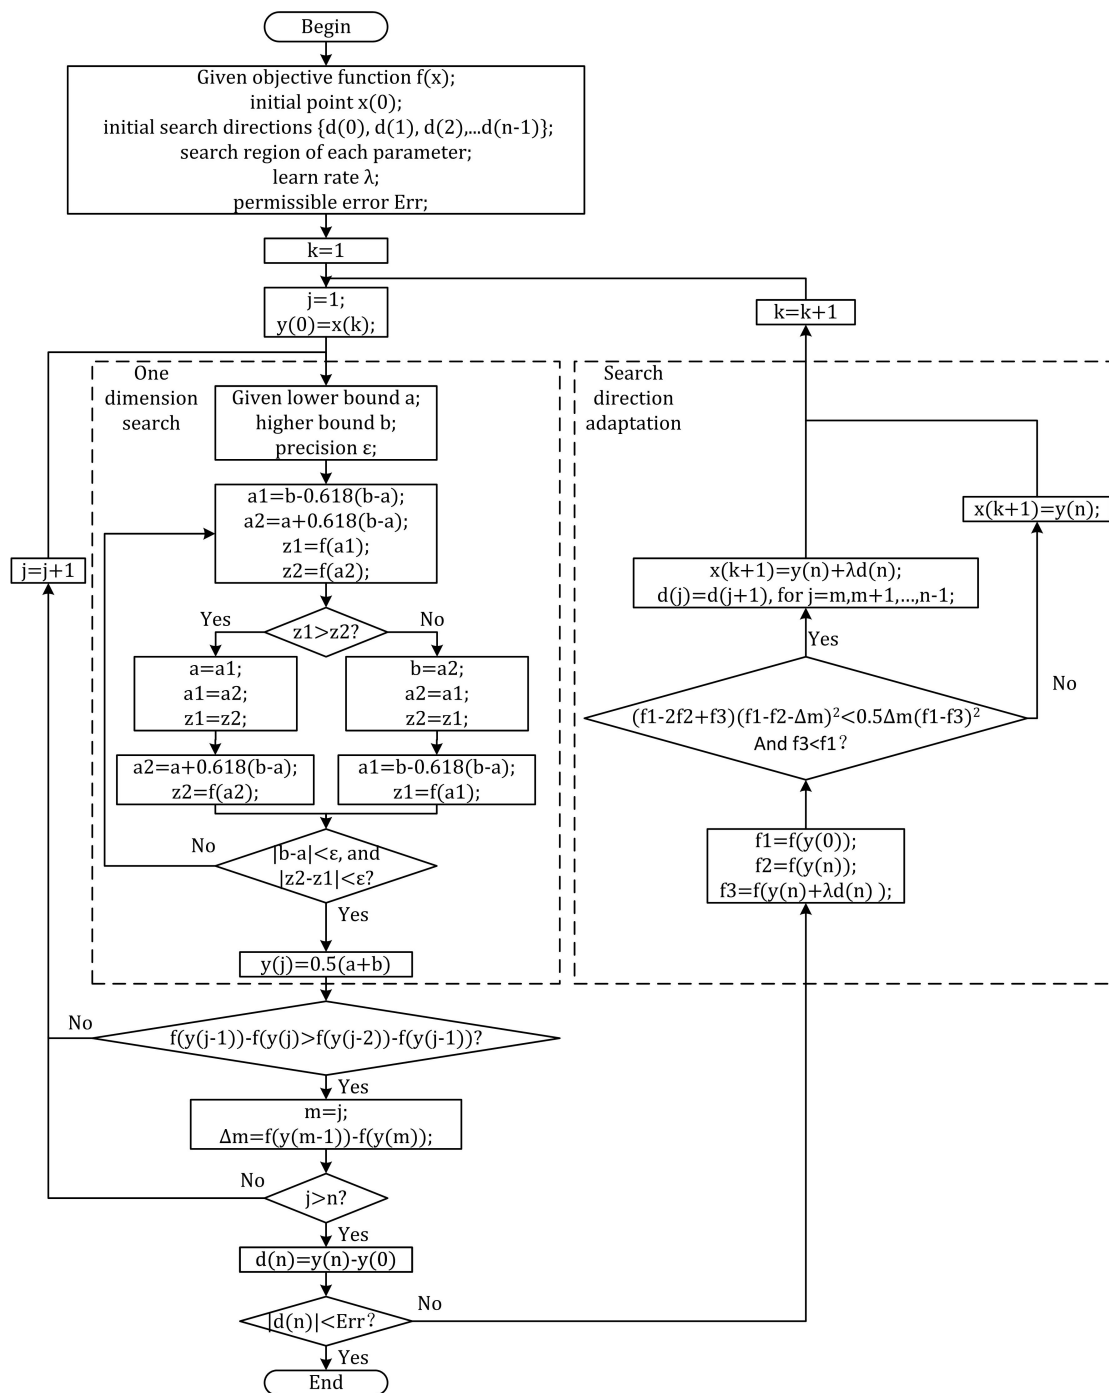 Begin
Given objective function f(x);
initial point x(0);
initial search directions {d(0), d(1), d(2),...d(n-1)};
search region of each parameter;
learn rate λ;
permissible error Err;
k=1
j=1;
y(0)=x(k);
k=k+1
One
dimension
search
Given lower bound a;
higher bound b;
precision ε;
a1=b-0.618(b-a);
a2=a+0.618(b-a);
z1=f(a1);
z2=f(a2);
j=j+1
z1>z2?
Yes
No
a=a1;
a1=a2;
z1=z2;
b=a2;
a2=a1;
z2=z1;
a2=a+0.618(b-a);
z2=f(a2);
a1=b-0.618(b-a);
z1=f(a1);
No
|b-a|<ε, and
|z2-z1|<ε?
Yes
y(j)=0.5(a+b)
No
f(y(j-1))-f(y(j)>f(y(j-2))-f(y(j-1))?
Yes
m=j;
Δm=f(y(m-1))-f(y(m));
No
j>n?
Yes
d(n)=y(n)-y(0)
|d(n)|<Err?
No
Yes
End
Search
direction
adaptation
x(k+1)=y(n);
x(k+1)=y(n)+λd(n);
d(j)=d(j+1), for j=m,m+1,...,n-1;
Yes
No
(f1-2f2+f3)(f1-f2-Δm)²<0.5Δm(f1-f3)²
And f3<f1?
f1=f(y(0));
f2=f(y(n));
f3=f(y(n)+λd(n) );